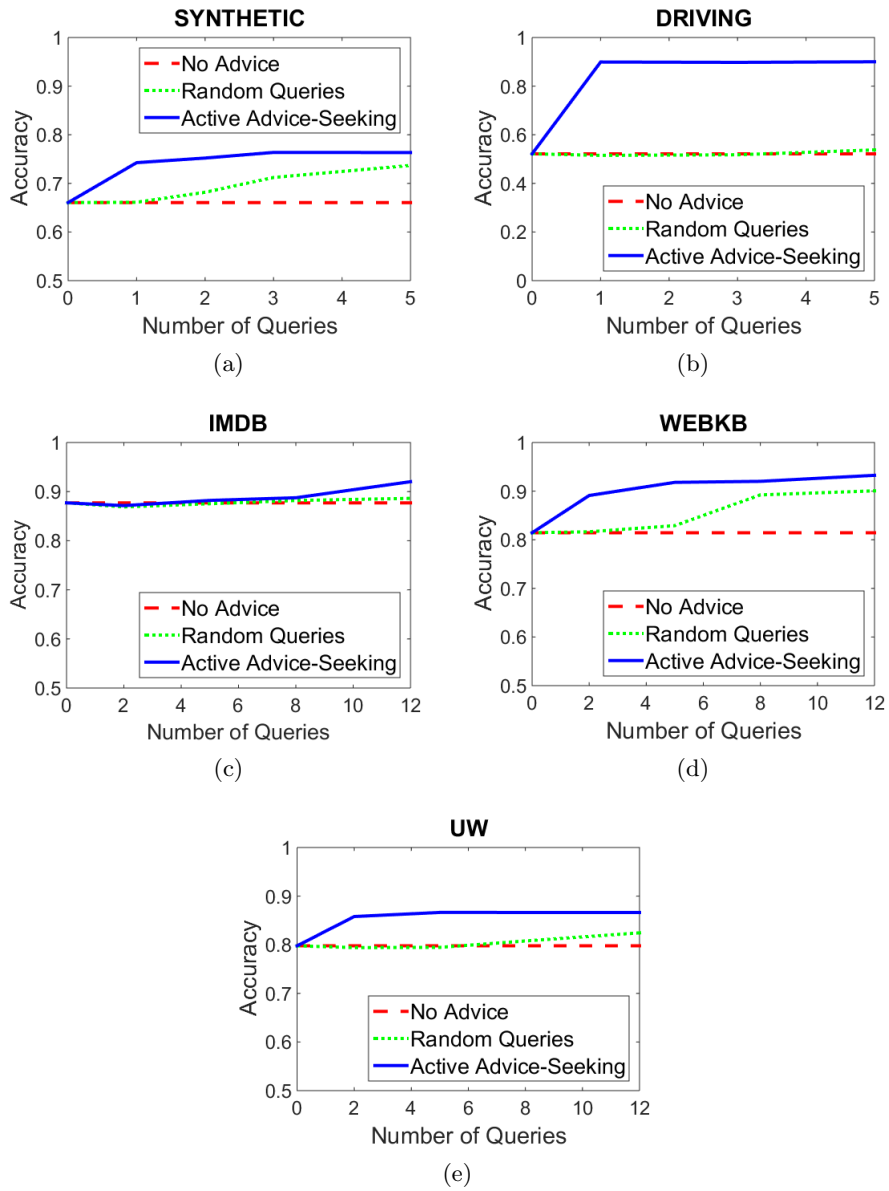 SYNTHETIC
1
0.9
0.8
0.7
0.6
0.5
Accuracy
No Advice
Random Queries
Active Advice-Seeking
0 1 2 3 4 5
Number of Queries
(a)
DRIVING
1
0.8
0.6
0.4
0.2
0
Accuracy
No Advice
Random Queries
Active Advice-Seeking
0 1 2 3 4 5
Number of Queries
(b)
IMDB
1
0.9
0.8
0.7
0.6
0.5
Accuracy
No Advice
Random Queries
Active Advice-Seeking
0 2 4 6 8 10 12
Number of Queries
(c)
WEBKB
1
0.9
0.8
0.7
0.6
0.5
Accuracy
No Advice
Random Queries
Active Advice-Seeking
0 2 4 6 8 10 12
Number of Queries
(d)
UW
1
0.9
0.8
0.7
0.6
0.5
Accuracy
No Advice
Random Queries
Active Advice-Seeking
0 2 4 6 8 10 12
Number of Queries
(e)